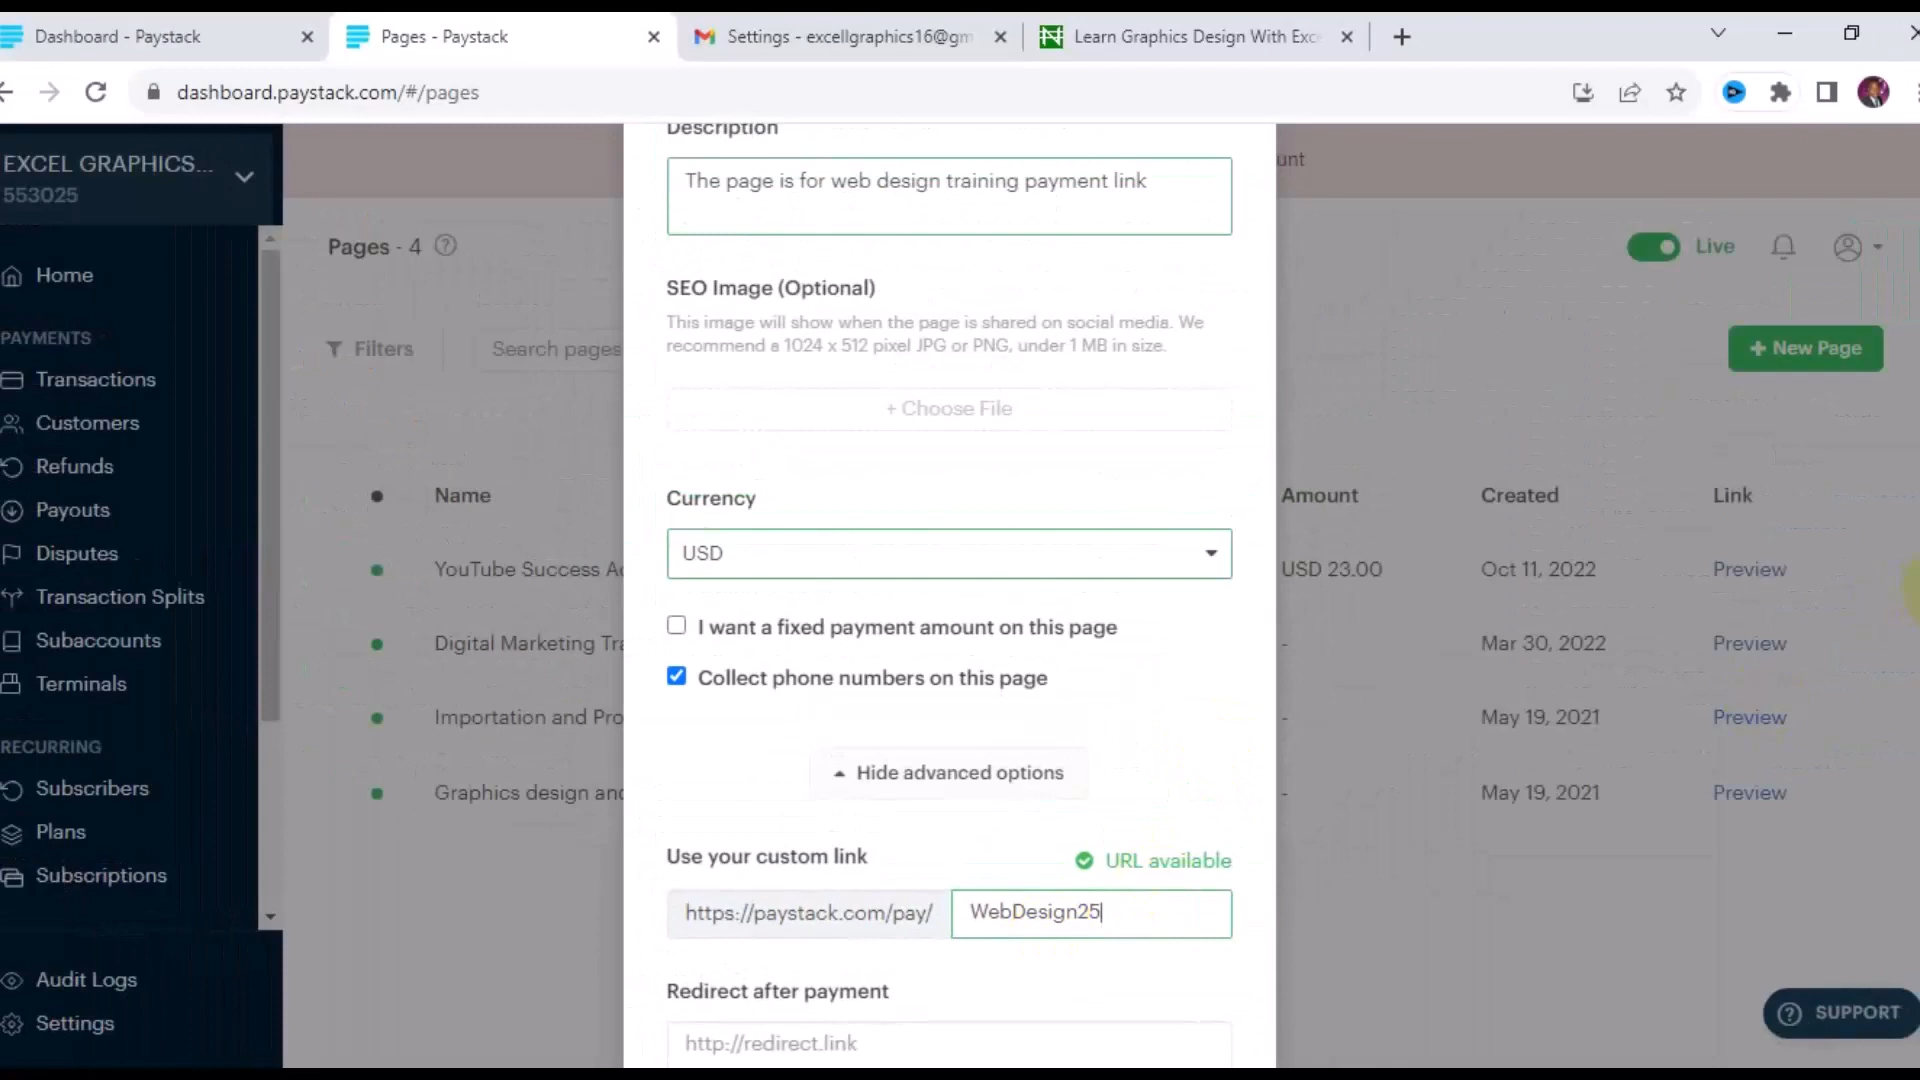 Dashboard - Paystack
Pages - Paystack
Settings - excellgraphics16@gm
Learn Graphics Design With Exc
dashboard.paystack.com/#/pages
EXCEL GRAPHICS...
553025
Home
PAYMENTS
Transactions
Customers
Refunds
Payouts
Disputes
Transaction Splits
Subaccounts
Terminals
RECURRING
Subscribers
Plans
Subscriptions
Audit Logs
Settings
Pages - 4
Live
Filters
Search pages
+ New Page
Name
Amount
Created
Link
YouTube Success Ac
USD 23.00
Oct 11, 2022
Preview
Digital Marketing Tra
-
Mar 30, 2022
Preview
Importation and Pro
-
May 19, 2021
Preview
Graphics design and
-
May 19, 2021
Preview
unt
Description
The page is for web design training payment link
SEO Image (Optional)
This image will show when the page is shared on social media. We
recommend a 1024 x 512 pixel JPG or PNG, under 1 MB in size.
+ Choose File
Currency
USD
I want a fixed payment amount on this page
Collect phone numbers on this page
Hide advanced options
Use your custom link
URL available
https://paystack.com/pay/
WebDesign25
Redirect after payment
http://redirect.link
SUPPORT